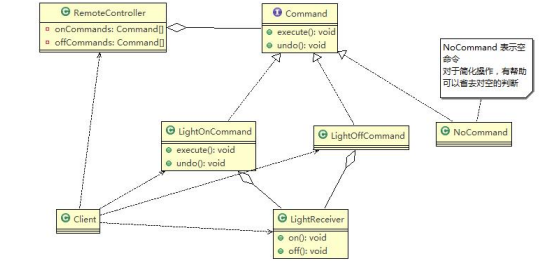 RemoteController
onCommands: Command[]
offCommands: Command[]
Command
execute(): void
undo(): void
NoCommand 表示空
命令
对于简化操作，有帮助
可以省去对空的判断
LightOnCommand
execute(): void
undo(): void
LightOffCommand
NoCommand
Client
LightReceiver
on(): void
off(): void